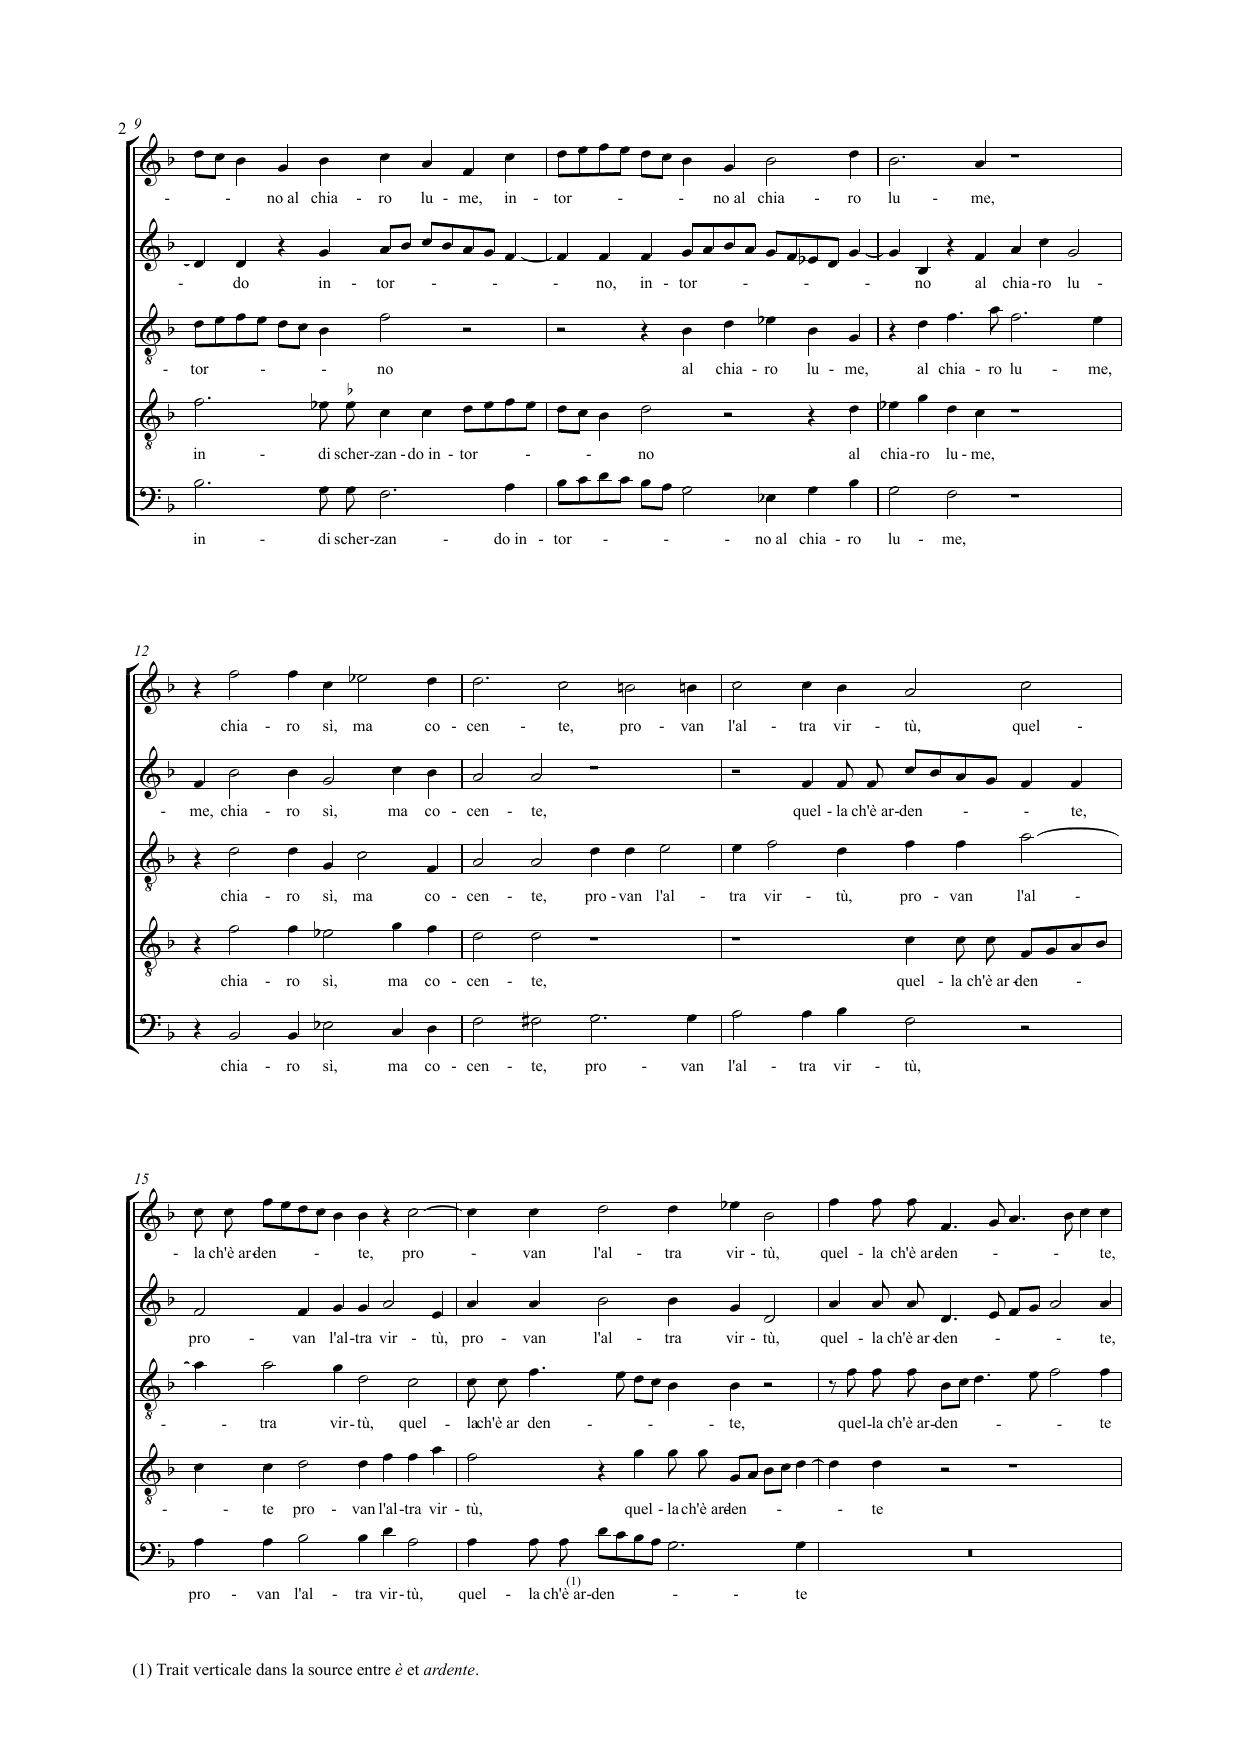 2 9
- - no al chia - ro lu - me, in - tor - - - no al chia - ro lu - me,
- do in - tor - - - - no, in - tor - - - - no al chia - ro lu -
- tor - - no al chia - ro lu - me, al chia - ro lu - me,
in - di scher - zan - do in - tor - - - no al chia - ro lu - me,
in - di scher - zan - do in - tor - - - - no al chia - ro lu - me,
12
chia - ro sì, ma co - cen - te, pro - van l'al - tra vir - tù, quel -
- me, chia - ro sì, ma co - cen - te, quel - la ch'è ar - den - - - te,
chia - ro sì, ma co - cen - te, pro - van l'al - tra vir - tù, pro - van l'al -
chia - ro sì, ma co - cen - te, quel - la ch'è ar - den - -
chia - ro sì, ma co - cen - te, pro - van l'al - tra vir - tù,
15
- la ch'è ar - den - - te, pro - van l'al - tra vir - tù, quel - la ch'è ar - den - - - te,
pro - van l'al - tra vir - tù, pro - van l'al - tra vir - tù, quel - la ch'è ar - den - - - te,
- - tra vir - tù, quel - la ch'è ar den - - - - te, quel - la ch'è ar - den - - - te
- - te pro - van l'al - tra vir - tù, quel - la ch'è ar - den - - - te
pro - van l'al - tra vir - tù, quel - la ch'è ar - den - - te
(1)
(1) Trait verticale dans la source entre è et ardente.